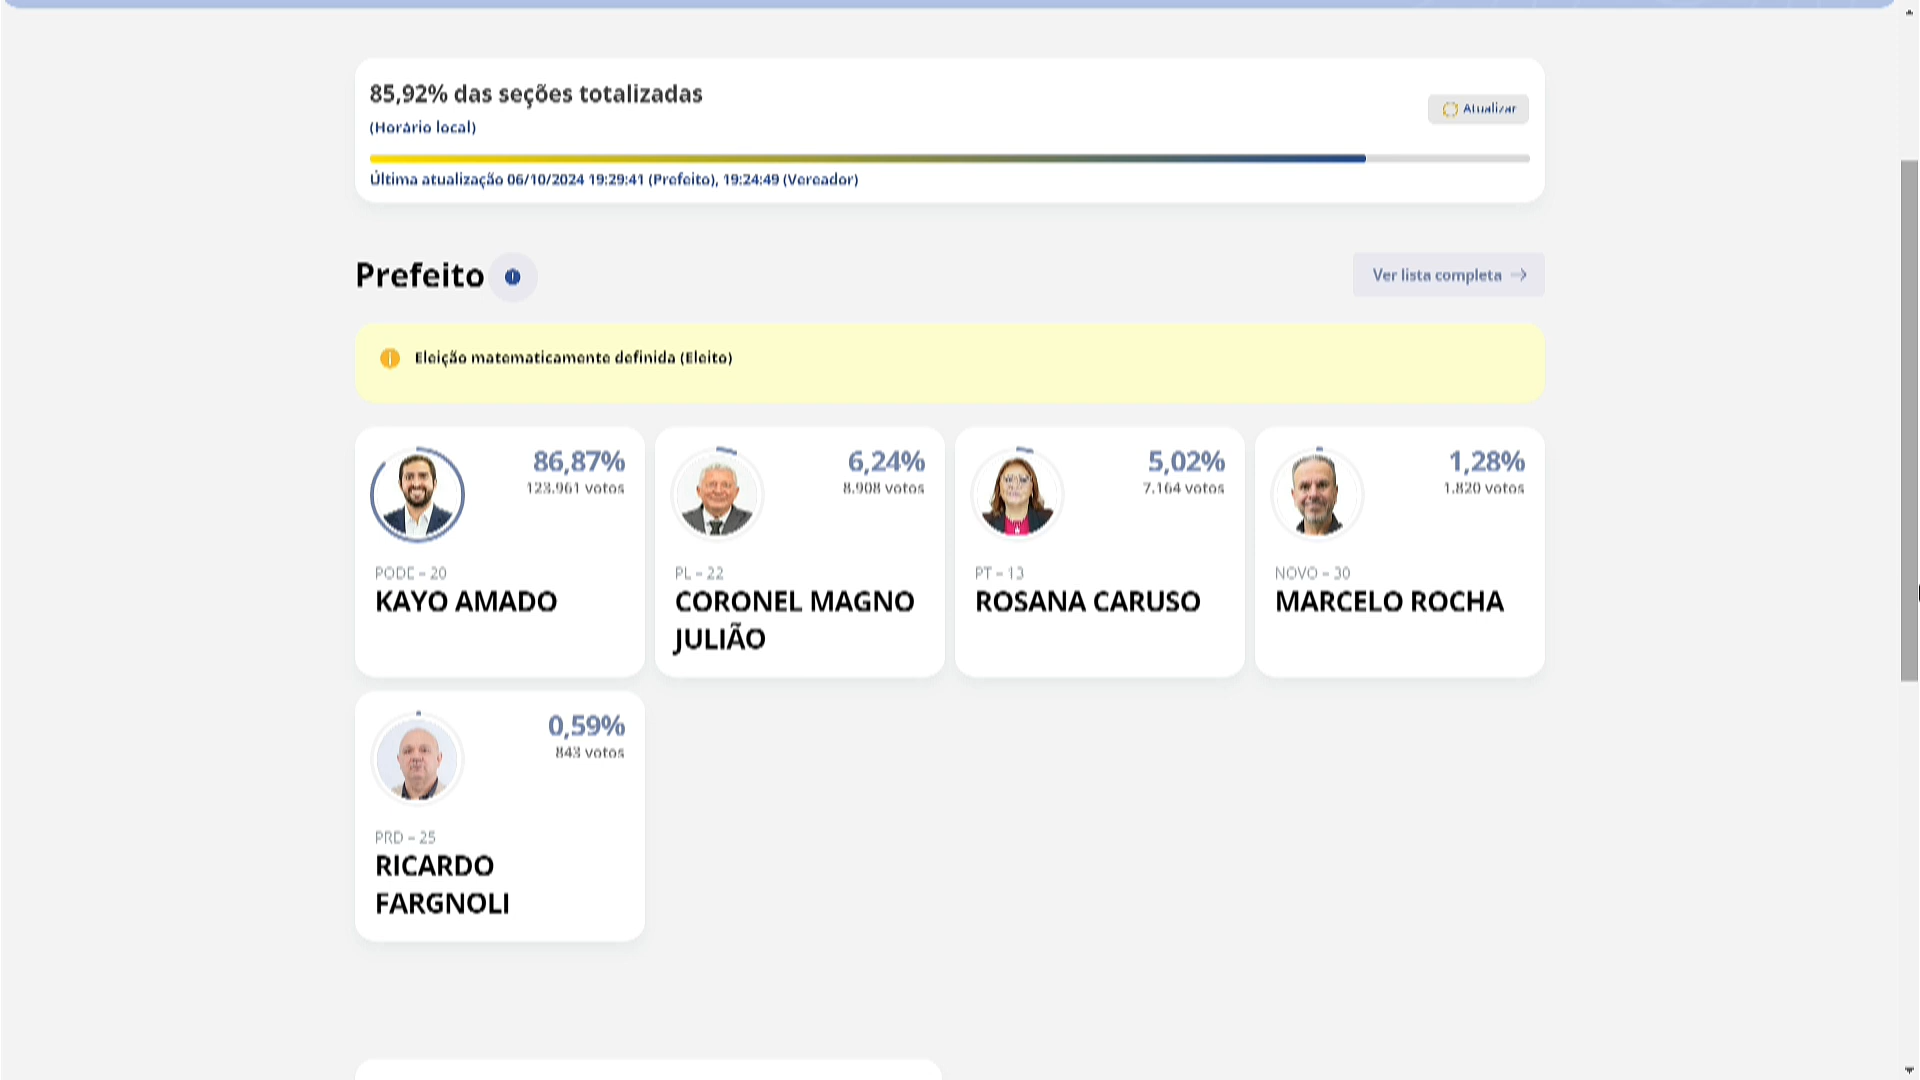 85,92% das seções totalizadas
Atualizar
(Horário local)
Última atualização 06/10/2024 19:29:41 (Prefeito), 19:24:49 (Vereador)
Prefeito
Ver lista completa →
Eleição matematicamente definida (Eleito)
86,87%
123.961 votos
PODE – 20
KAYO AMADO
6,24%
8.908 votos
PL – 22
CORONEL MAGNO
JULIÃO
5,02%
7.164 votos
PT – 13
ROSANA CARUSO
1,28%
1.820 votos
NOVO – 30
MARCELO ROCHA
0,59%
843 votos
PRD – 25
RICARDO
FARGNOLI